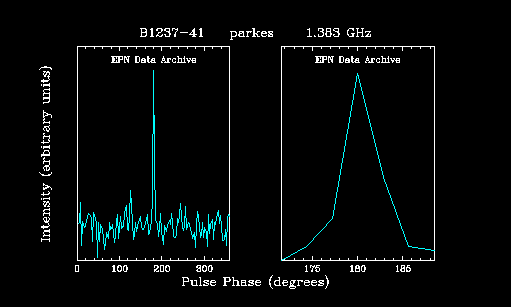 B1237-41 parkes 1.383 GHz
EPN Data Archive EPN Data Archive
Intensity (arbitrary units)
0 100 200 300 175 180 185
Pulse Phase (degrees)